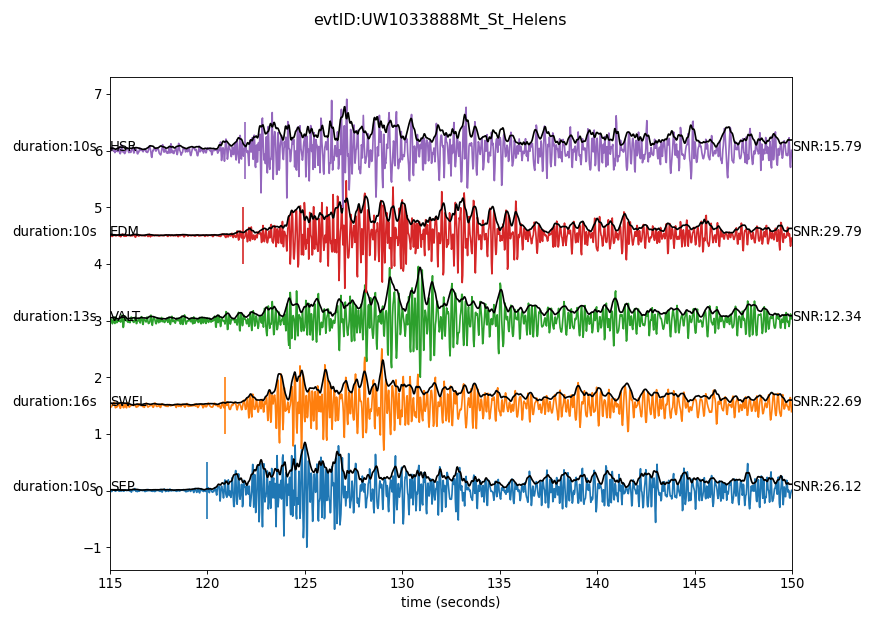 evtID:UW1033888Mt_St_Helens
7
duration:10s HSR SNR:15.79
6
5
duration:10s EDM SNR:29.79
4
duration:13s VALT SNR:12.34
3
2
duration:16s SWFL SNR:22.69
1
duration:10s SEP SNR:26.12
0
−1
115 120 125 130 135 140 145 150
time (seconds)